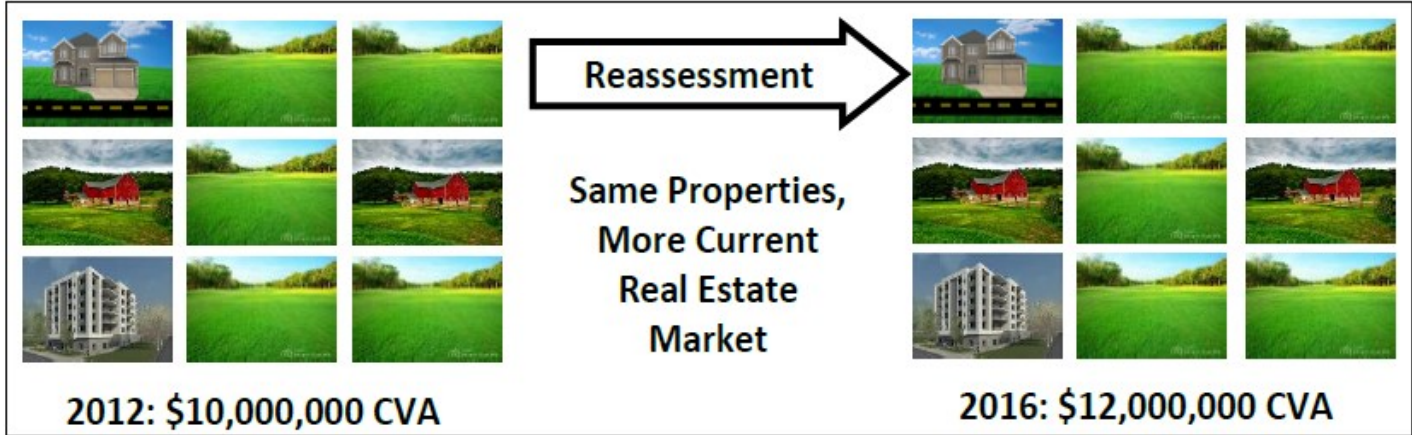 Reassessment
Same Properties,
More Current
Real Estate
Market
2012: $10,000,000 CVA
2016: $12,000,000 CVA